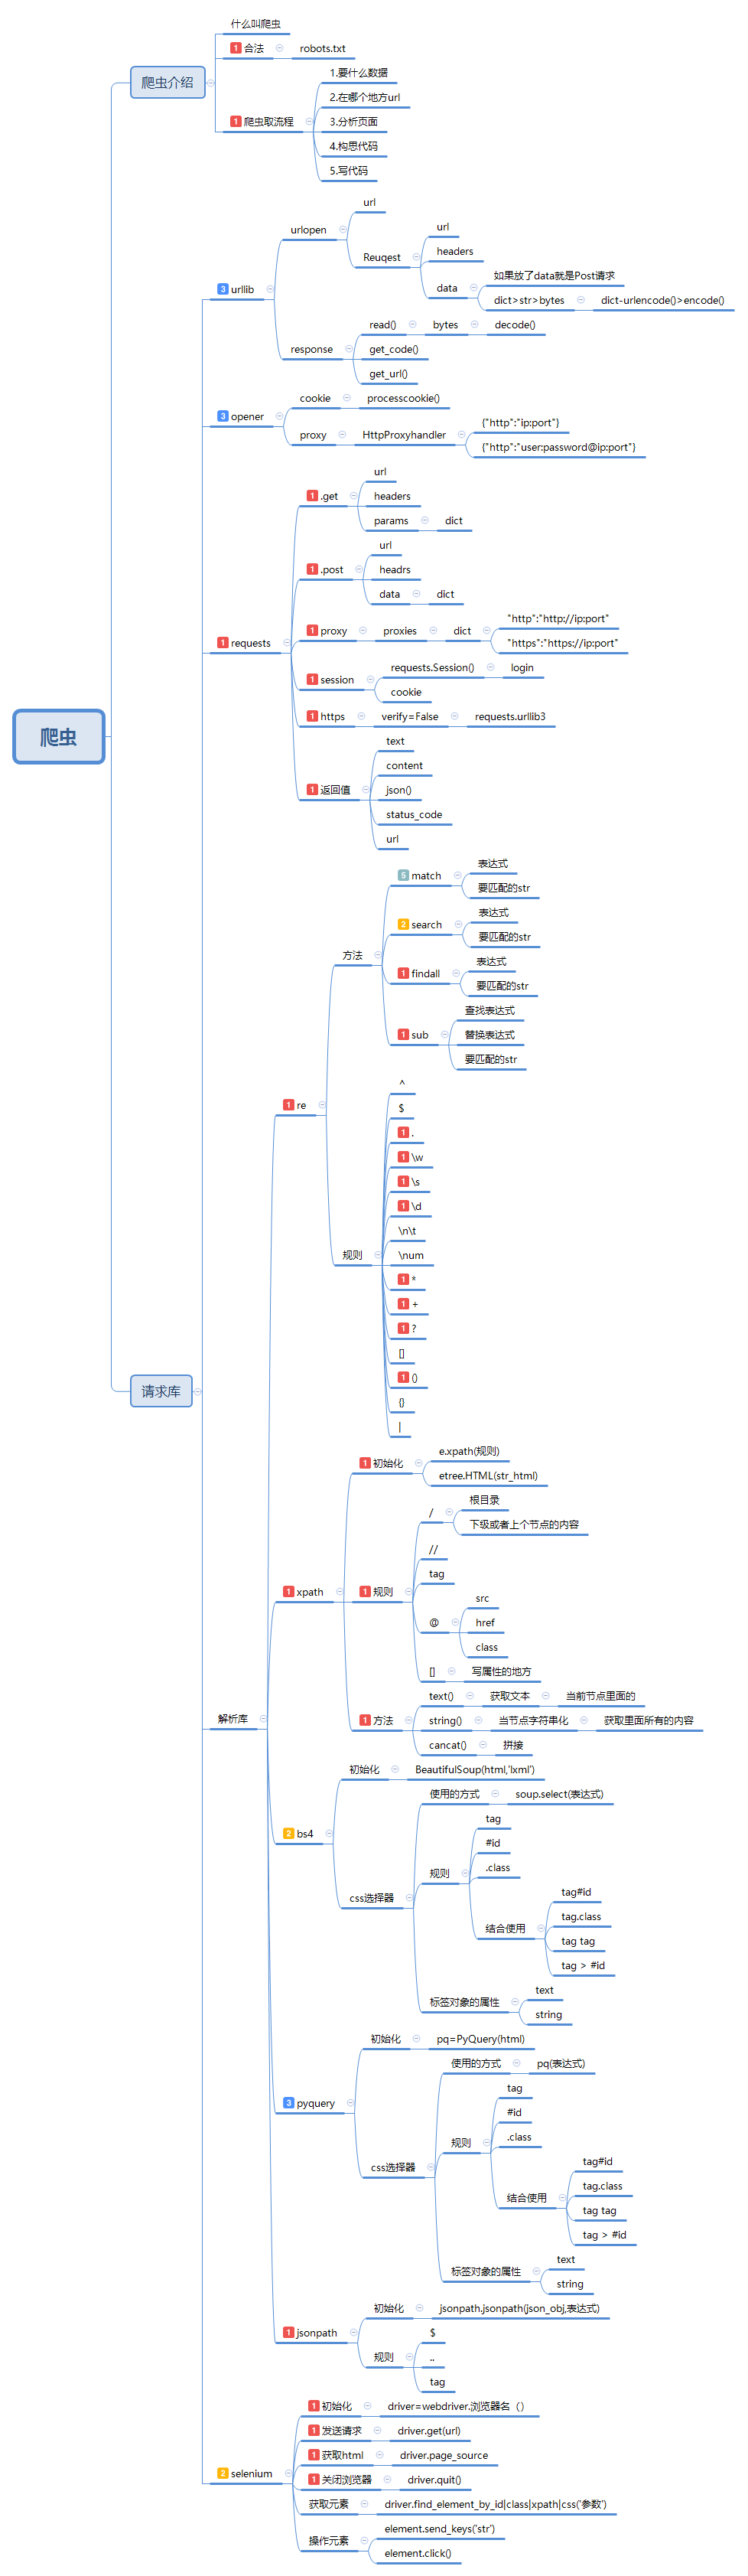 爬虫
爬虫介绍
什么叫爬虫
1 合法
robots.txt
1 爬虫取流程
1.要什么数据
2.在哪个地方url
3.分析页面
4.构思代码
5.写代码
请求库
3 urllib
urlopen
url
Reuqest
url
headers
data
如果放了data就是Post请求
dict>str>bytes
dict-urlencode()>encode()
response
read()
bytes
decode()
get_code()
get_url()
3 opener
cookie
processcookie()
proxy
HttpProxyhandler
{"http":"ip:port"}
{"http":"user:password@ip:port"}
1 requests
1 .get
url
headers
params
dict
1 .post
url
headrs
data
dict
1 proxy
proxies
dict
"http":"http://ip:port"
"https":"https://ip:port"
1 session
requests.Session()
login
cookie
1 https
verify=False
requests.urllib3
1 返回值
text
content
json()
status_code
url
解析库
1 re
方法
5 match
表达式
要匹配的str
2 search
表达式
要匹配的str
1 findall
表达式
要匹配的str
1 sub
查找表达式
替换表达式
要匹配的str
规则
^
$
1 .
1 \w
1 \s
1 \d
\n\t
\num
1 *
1 +
1 ?
[]
1 ()
{}
|
1 xpath
1 初始化
e.xpath(规则)
etree.HTML(str_html)
1 规则
/
根目录
下级或者上个节点的内容
//
tag
@
src
href
class
[]
写属性的地方
1 方法
text()
获取文本
当前节点里面的
string()
当节点字符串化
获取里面所有的内容
cancat()
拼接
2 bs4
初始化
BeautifulSoup(html,'lxml')
css选择器
使用的方式
soup.select(表达式)
规则
tag
#id
.class
结合使用
tag#id
tag.class
tag tag
tag > #id
标签对象的属性
text
string
3 pyquery
初始化
pq=PyQuery(html)
css选择器
使用的方式
pq(表达式)
规则
tag
#id
.class
结合使用
tag#id
tag.class
tag tag
tag > #id
标签对象的属性
text
string
1 jsonpath
初始化
jsonpath.jsonpath(json_obj,表达式)
规则
$
..
tag
2 selenium
1 初始化
driver=webdriver.浏览器名（）
1 发送请求
driver.get(url)
1 获取html
driver.page_source
1 关闭浏览器
driver.quit()
获取元素
driver.find_element_by_id|class|xpath|css('参数')
操作元素
element.send_keys('str')
element.click()